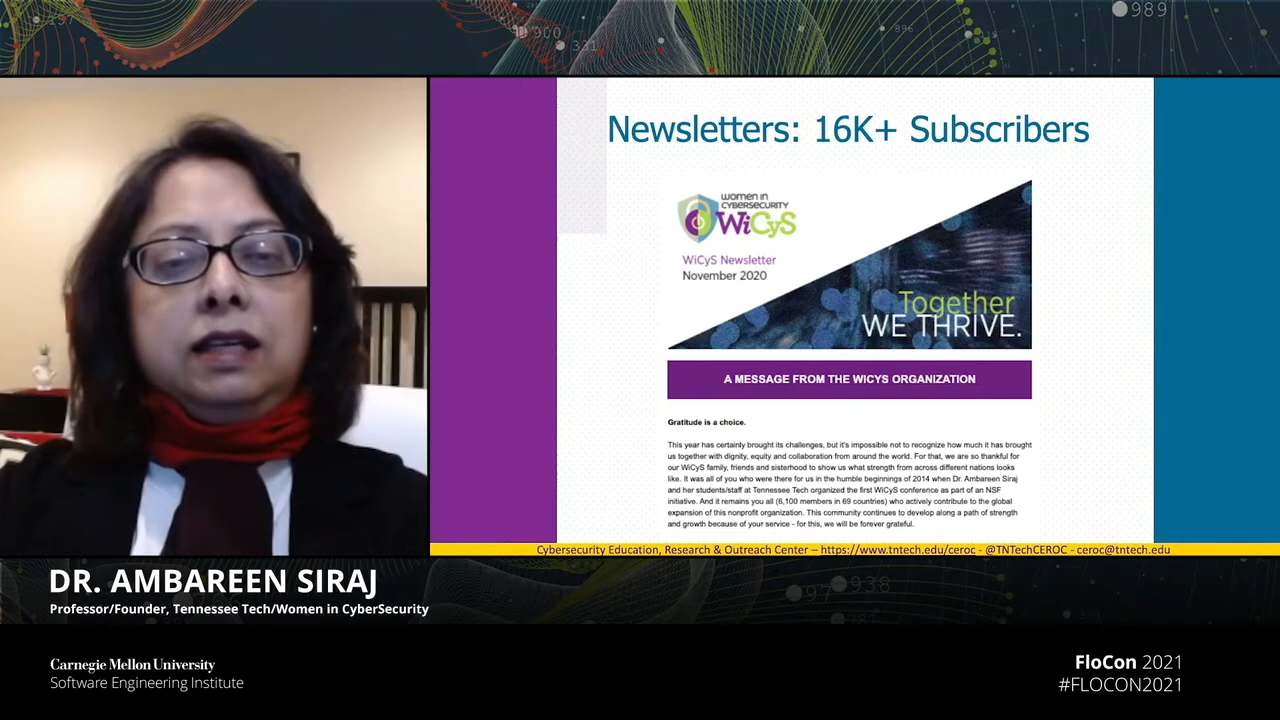 989
900
331
896
Newsletters: 16K+ Subscribers
women in
CYBERSECURITY
WiCyS
WiCyS Newsletter
November 2020
Together
WE THRIVE.
A MESSAGE FROM THE WICYS ORGANIZATION
Gratitude is a choice.
This year has certainly brought its challenges, but it's impossible not to recognize how much it has brought
us together with dignity, equity and collaboration from around the world. For that, we are so thankful for
our WiCyS family, friends and sisterhood to show us what strength from across different nations looks
like. It was all of you who were there for us in the humble beginnings of 2014 when Dr. Ambareen Siraj
and her students/staff at Tennessee Tech organized the first WiCyS conference as part of an NSF
initiative. And it remains you all (6,100 members in 69 countries) who actively contribute to the global
expansion of this nonprofit organization. This community continues to develop along a path of strength
and growth because of your service - for this, we will be forever grateful.
Cybersecurity Education, Research & Outreach Center – https://www.tntech.edu/ceroc - @TNTechCEROC - ceroc@tntech.edu
DR. AMBAREEN SIRAJ
938
Professor/Founder, Tennessee Tech/Women in CyberSecurity
Carnegie Mellon University
Software Engineering Institute
FloCon 2021
#FLOCON2021